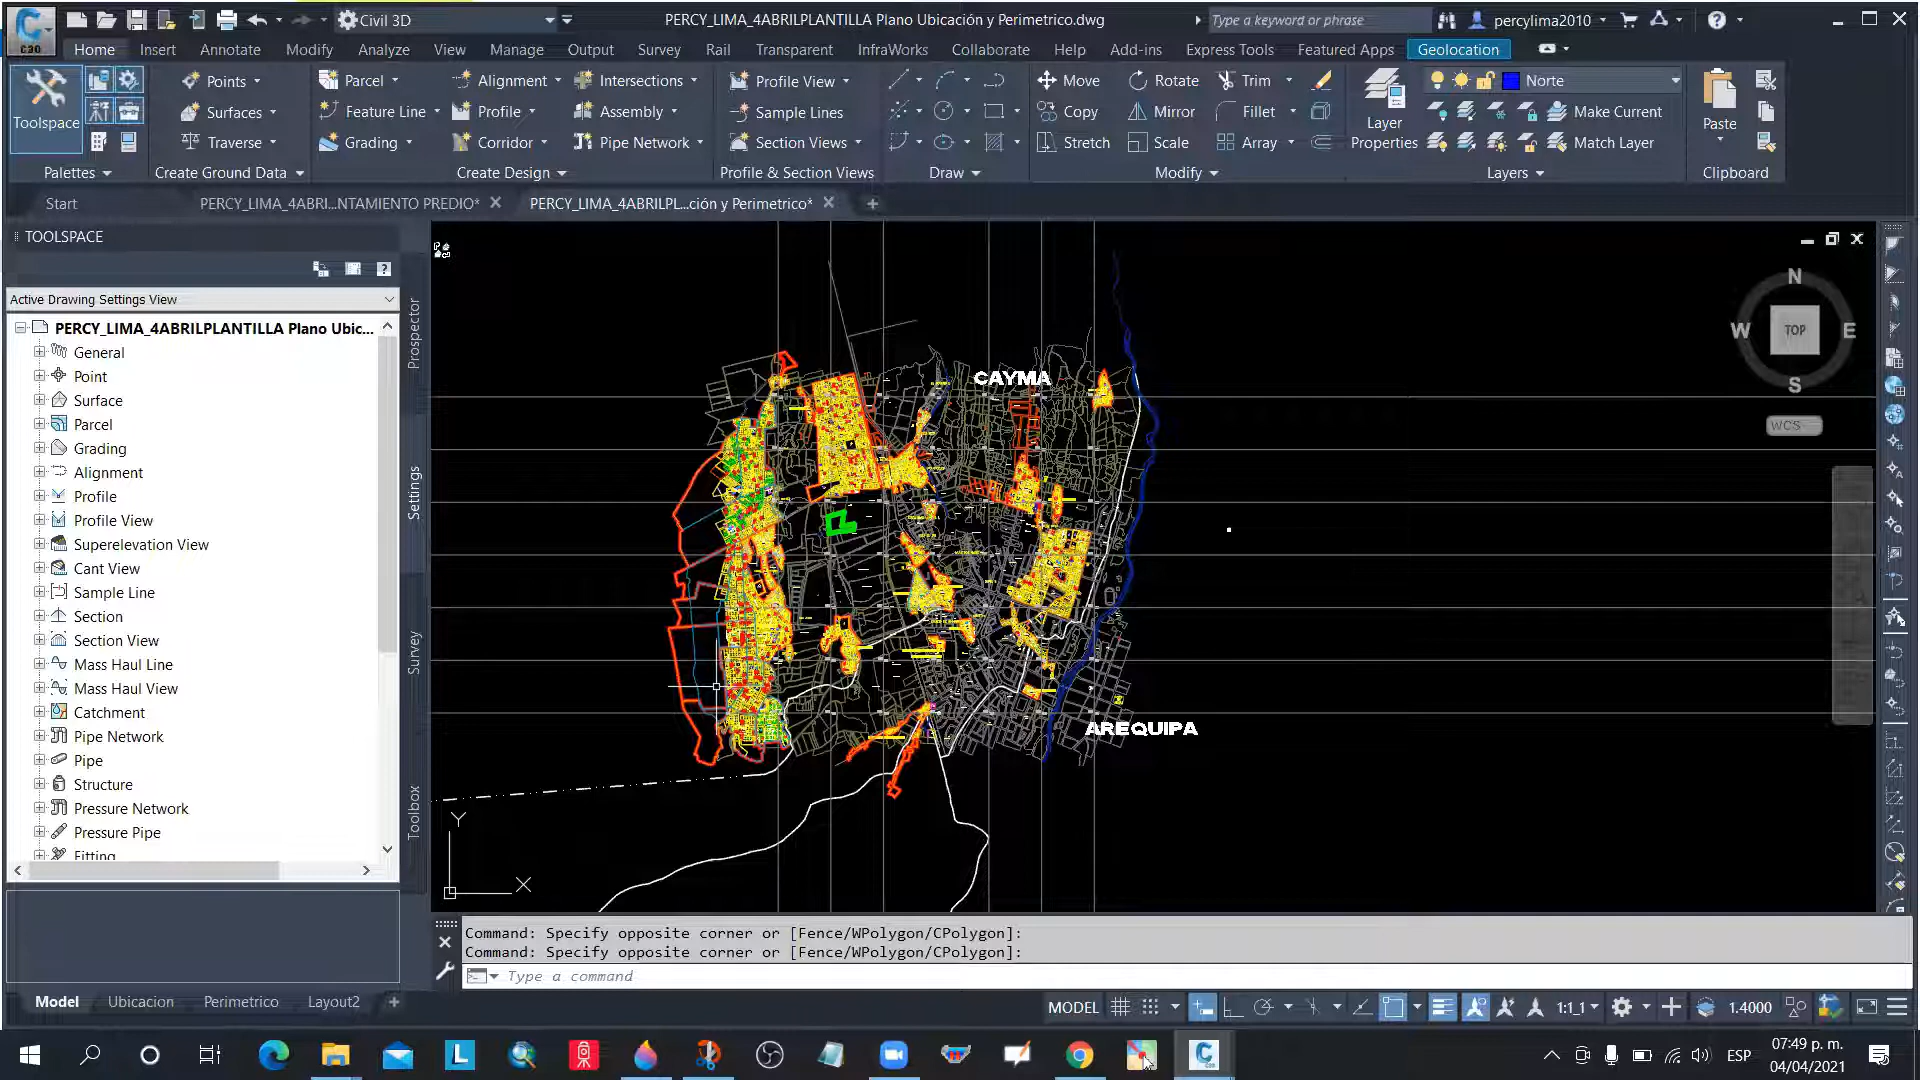 C3D
Civil 3D
PERCY_LIMA_4ABRILPLANTILLA Plano Ubicación y Perimetrico.dwg
Type a keyword or phrase
percylima2010
Home Insert Annotate Modify Analyze View Manage Output Survey Rail Transparent InfraWorks Collaborate Help Add-ins Express Tools Featured Apps Geolocation
Points Parcel Alignment Intersections Profile View Move Rotate Trim Norte
Toolspace Surfaces Feature Line Profile Assembly Sample Lines Copy Mirror Fillet Layer Properties Make Current Paste
Traverse Grading Corridor Pipe Network Section Views Stretch Scale Array Match Layer
Palettes Create Ground Data Create Design Profile & Section Views Draw Modify Layers Clipboard
Start PERCY_LIMA_4ABRI...NTAMIENTO PREDIO* PERCY_LIMA_4ABRILPL...ción y Perimetrico*
TOOLSPACE
Active Drawing Settings View
PERCY_LIMA_4ABRILPLANTILLA Plano Ubic...
General
Point
Surface
Parcel
Grading
Alignment
Profile
Profile View
Superelevation View
Cant View
Sample Line
Section
Section View
Mass Haul Line
Mass Haul View
Catchment
Pipe Network
Pipe
Structure
Pressure Network
Pressure Pipe
Fitting
Prospector
Settings
Survey
Toolbox
CAYMA
AREQUIPA
N
W TOP E
S
WCS
Y
X
Command: Specify opposite corner or [Fence/WPolygon/CPolygon]:
Command: Specify opposite corner or [Fence/WPolygon/CPolygon]:
Type a command
Model Ubicacion Perimetrico Layout2
MODEL 1:1_1 1.4000
ESP
07:49 p. m.
04/04/2021